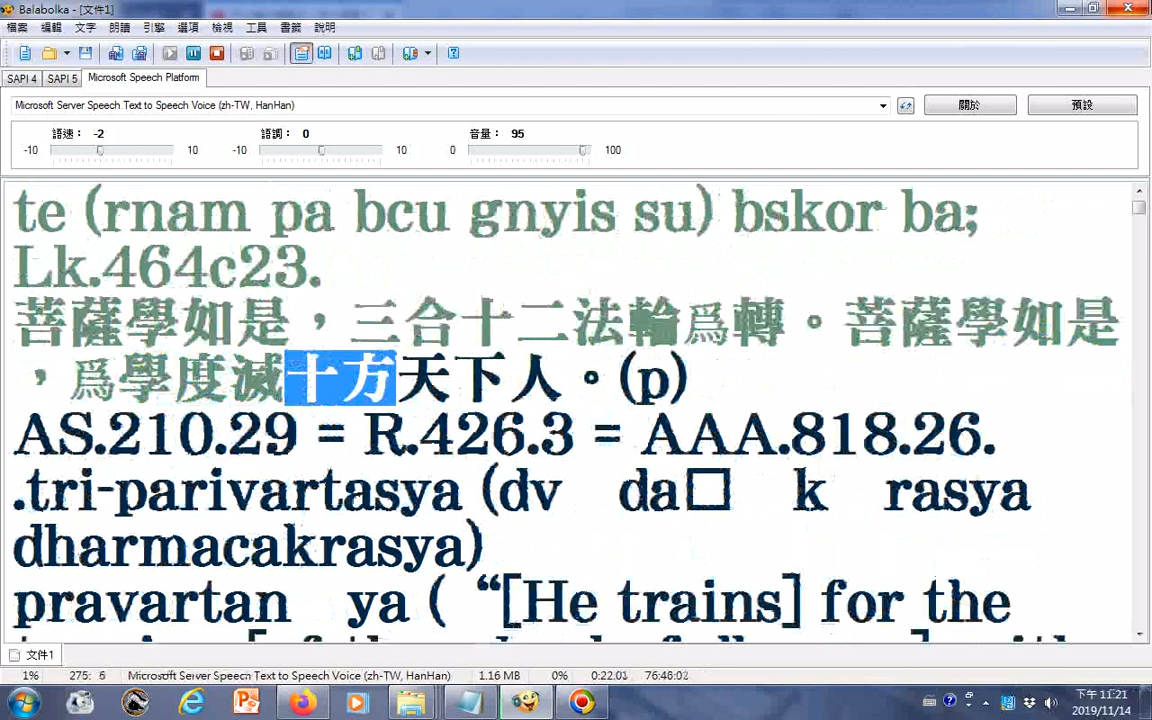 Balabolka - [文件1]
檔案 編輯 文字 朗讀 引擎 選項 檢視 工具 書籤 說明
SAPI 4 SAPI 5 Microsoft Speech Platform
Microsoft Server Speech Text to Speech Voice (zh-TW, HanHan) 關於 預設
語速： -2 語調： 0 音量： 95
-10 10 -10 10 0 100
te (rnam pa bcu gnyis su) bskor ba;
Lk.464c23.
菩薩學如是，三合十二法輪爲轉。菩薩學如是
，爲學度滅十方天下人。(p)
AS.210.29 = R.426.3 = AAA.818.26.
.tri-parivartasya (dv da□ k rasya
dharmacakrasya)
pravartan ya ( “[He trains] for the
文件1
1% 275: 6 Microsoft Server Speech Text to Speech Voice (zh-TW, HanHan) 1.16 MB 0% 0:22:01 76:46:02
下午 11:21
2019/11/14